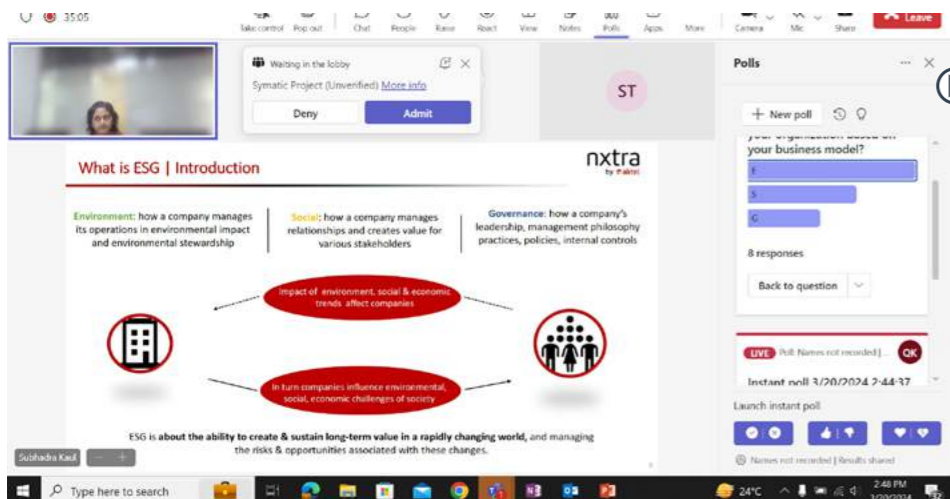 35:05
Take control Pop out Chat People Raise React View Notes Polls Apps More Camera Mic Share Leave
Waiting in the lobby
Symatic Project (Unverified) More info
Deny Admit
ST
What is ESG | Introduction
nxtra
by airtel
Environment: how a company manages
its operations in environmental impact
and environmental stewardship
Social: how a company manages
relationships and creates value for
various stakeholders
Governance: how a company's
leadership, management philosophy
practices, policies, internal controls
Impact of environment, social & economic
trends affect companies
In turn companies influence environmental,
social, economic challenges of society
ESG is about the ability to create & sustain long-term value in a rapidly changing world, and managing
the risks & opportunities associated with these changes.
Subhadra Kaul
Polls
New poll
your organization based on
your business model?
E
S
G
8 responses
Back to question
LIVE Poll: Names not recorded | ...
QK
Instant poll 3/20/2024 2:44:37
Launch instant poll
Names not recorded | Results shared
Type here to search
24°C
2:48 PM
3/20/2024